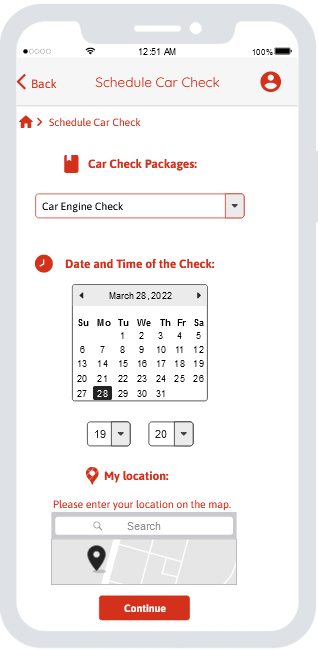 12:51 AM 100%
Back Schedule Car Check
Schedule Car Check
Car Check Packages:
Car Engine Check
Date and Time of the Check:
March 28, 2022
Su Mo Tu We Th Fr Sa
1 2 3 4 5
6 7 8 9 10 11 12
13 14 15 16 17 18 19
20 21 22 23 24 25 26
27 28 29 30 31
19 20
My location:
Please enter your location on the map.
Search
Continue